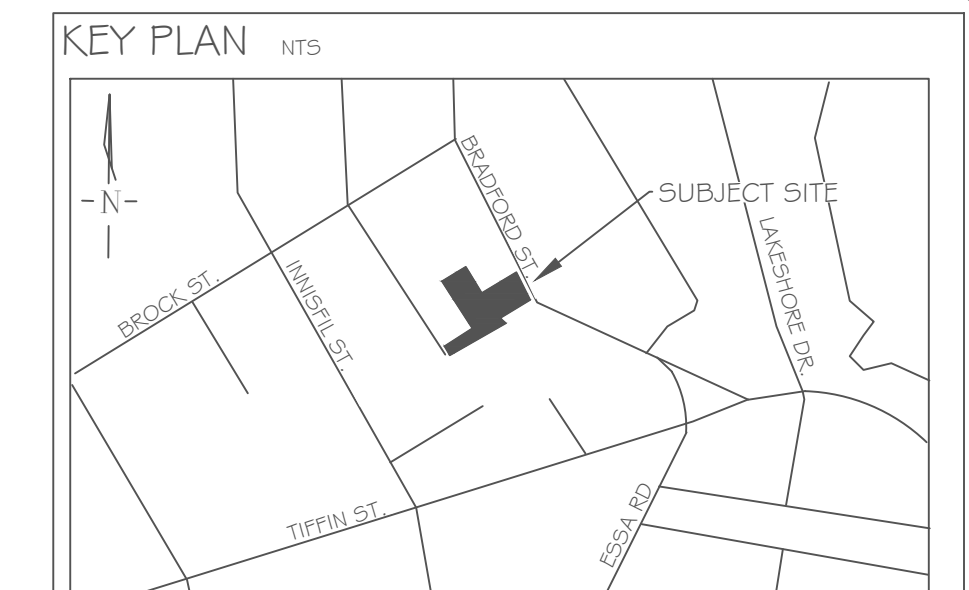 KEY PLAN NTS
-N-
BROCK ST.
BRADFORD ST.
SUBJECT SITE
INNISFIL ST.
LAKESHORE DR.
TIFFIN ST.
ESSA RD